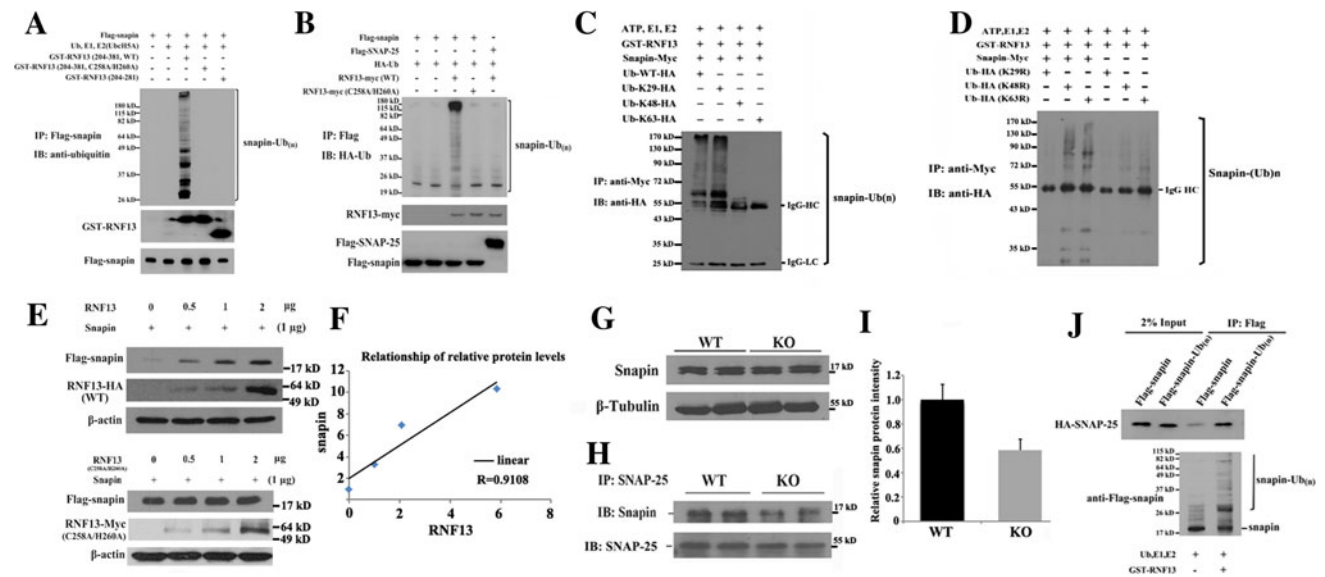 A
Flag-snapin - + + + +
Ub, E1, E2(UbcH5A) - + + + +
GST-RNF13 (204-381, WT) - - + - -
GST-RNF13 (204-381, C258A/H260A) - - - + -
GST-RNF13 (204-281) - - - - +
180 kD
115 kD
82 kD
64 kD
49 kD
37 kD
26 kD
IP: Flag-snapin
IB: anti-ubiquitin
snapin-Ub(n)
GST-RNF13
Flag-snapin
B
Flag-snapin + + + + -
Flag-SNAP-25 - - - - +
HA-Ub
RNF13-myc (WT)
RNF13-myc (C258A/H260A)
180 kD
115 kD
82 kD
64 kD
49 kD
37 kD
26 kD
19 kD
IP: Flag
IB: HA-Ub
snapin-Ub(n)
RNF13-myc
Flag-SNAP-25
Flag-snapin
C
ATP, E1, E2 + + + +
GST-RNF13 + + + +
Snapin-Myc + + + +
Ub-WT-HA + - - -
Ub-K29-HA - + - -
Ub-K48-HA - - + -
Ub-K63-HA - - - +
170 kD
130 kD
95 kD
72 kD
55 kD
43 kD
34 kD
25 kD
IP: anti-Myc
IB: anti-HA
IgG-HC
IgG-LC
snapin-Ub(n)
D
ATP,E1,E2 + + + + + +
GST-RNF13 + + + + + +
Snapin-Myc + + + - - -
Ub-HA (K29R) + - - + - -
Ub-HA (K48R) - + - - + -
Ub-HA (K63R) - - + - - +
170 kD
130 kD
95 kD
72 kD
55 kD
43 kD
35 kD
IP: anti-Myc
IB: anti-HA
IgG HC
Snapin-(Ub)n
E
RNF13 0 0.5 1 2 μg
Snapin + + + + (1 μg)
Flag-snapin
17 kD
RNF13-HA
(WT)
64 kD
49 kD
β-actin
RNF13
(C258A/H260A)
0 0.5 1 2 μg
Snapin + + + + (1 μg)
Flag-snapin
17 kD
RNF13-Myc
(C258A/H260A)
64 kD
49 kD
β-actin
F
Relationship of relative protein levels
12
10
8
6
4
2
0 2 4 6 8
snapin
linear
R=0.9108
RNF13
G
WT KO
Snapin
17 kD
β-Tubulin
55 kD
H
IP: SNAP-25
WT KO
IB: Snapin
17 kD
IB: SNAP-25
55 kD
I
Relative snapin protein intensity
1.2
1
0.8
0.6
0.4
0.2
0
WT KO
J
2% Input IP: Flag
Flag-snapin
Flag-snapin-Ub(n)
Flag-snapin
Flag-snapin-Ub(n)
HA-SNAP-25
115 kD
82 kD
64 kD
49 kD
37 kD
26 kD
19 kD
17 kD
anti-Flag-snapin
snapin-Ub(n)
snapin
Ub,E1,E2 + +
GST-RNF13 - +